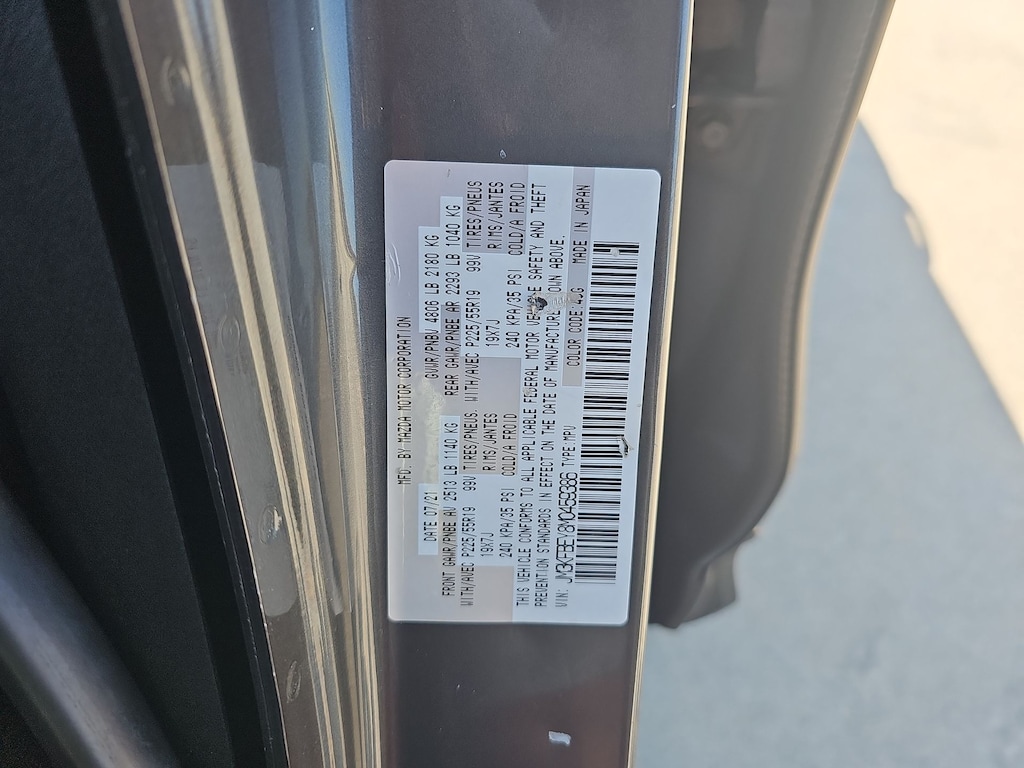 MFD. BY MAZDA MOTOR CORPORATION
DATE 07/21 GVWR/PNBV 4806 LB 2180 KG
FRONT GAWR/PNBE AV 2513 LB 1140 KG REAR GAWR/PNBE AR 2293 LB 1040 KG
WITH/AVEC P225/55R19 99V TIRES/PNEUS WITH/AVEC P225/55R19 99V TIRES/PNEUS
19X7J RIMS/JANTES 19X7J RIMS/JANTES
240 KPA/35 PSI COLD/A FROID 240 KPA/35 PSI COLD/A FROID
THIS VEHICLE CONFORMS TO ALL APPLICABLE FEDERAL MOTOR SAFETY AND THEFT
PREVENTION STANDARDS IN EFFECT ON THE DATE OF MANUFACTURE ABOVE.
COLOR CODE MADE IN JAPAN
VIN: JM3KFBEY8M0459386 TYPE:MPV